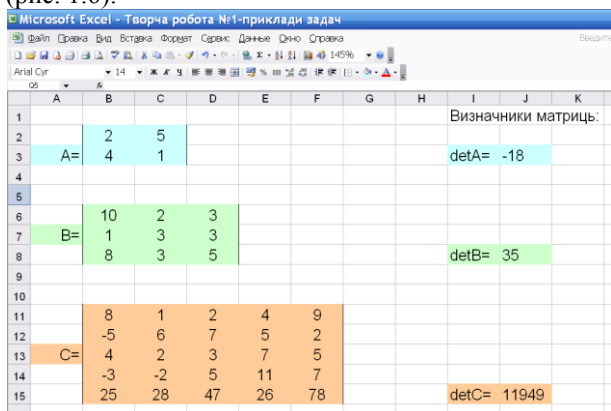 (рис. 1.6).
Microsoft Excel - Творча робота №1-приклади задач
Файл Правка Вид Вставка Формат Сервис Данные Окно Справка
145%
Arial Cyr 14 Ж К Ч
Q5 fx
A B C D E F G H I J K
1 Визначники матриць:
2 2 5
3 A= 4 1 detA= -18
4
5
6 10 2 3
7 B= 1 3 3
8 8 3 5 detB= 35
9
10
11 8 1 2 4 9
12 -5 6 7 5 2
13 C= 4 2 3 7 5
14 -3 -2 5 11 7
15 25 28 47 26 78 detC= 11949